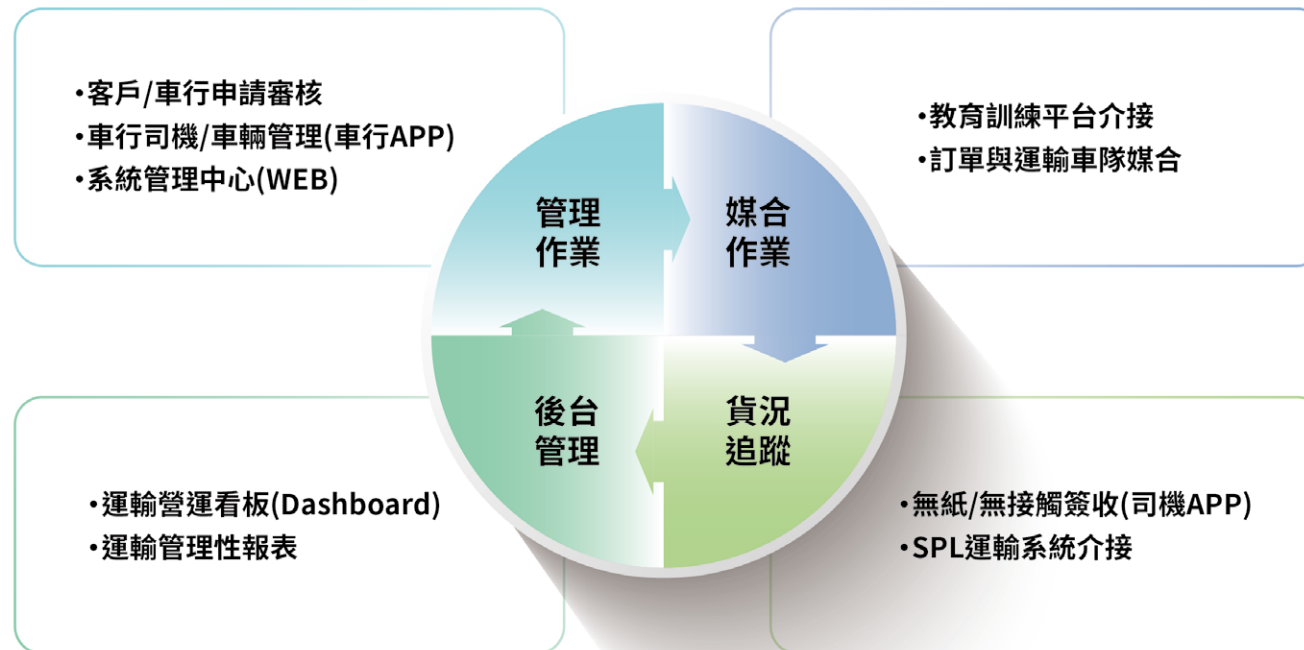 •客戶/車行申請審核
•車行司機/車輛管理(車行APP)
•系統管理中心(WEB)
•教育訓練平台介接
•訂單與運輸車隊媒合
管理
作業
媒合
作業
後台
管理
貨況
追蹤
•運輸營運看板(Dashboard)
•運輸管理性報表
•無紙/無接觸簽收(司機APP)
•SPL運輸系統介接